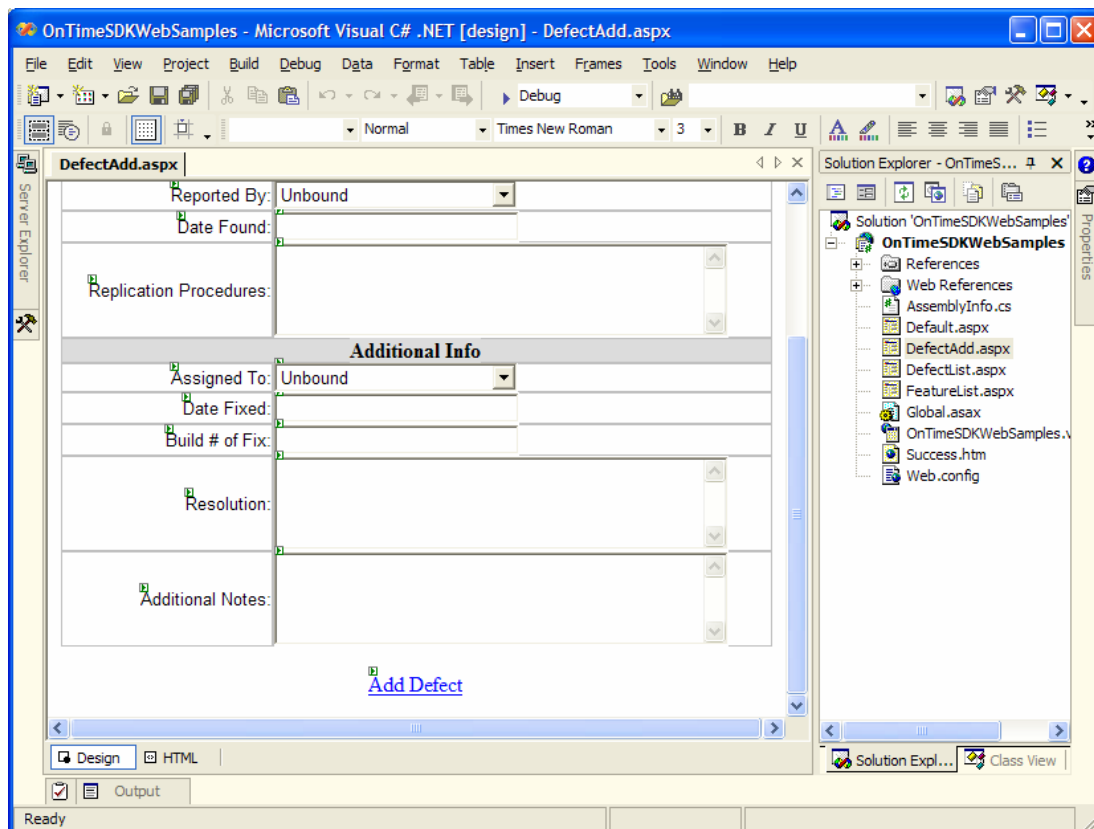 OnTimeSDKWebSamples - Microsoft Visual C# .NET [design] - DefectAdd.aspx
File Edit View Project Build Debug Data Format Table Insert Frames Tools Window Help
Debug
Normal Times New Roman 3 B I U A
Server Explorer
DefectAdd.aspx
Reported By: Unbound
Date Found:
Replication Procedures:
Additional Info
Assigned To: Unbound
Date Fixed:
Build # of Fix:
Resolution:
Additional Notes:
Add Defect
Design HTML
Solution Explorer - OnTimeS...
Solution 'OnTimeSDKWebSamples'
OnTimeSDKWebSamples
References
Web References
AssemblyInfo.cs
Default.aspx
DefectAdd.aspx
DefectList.aspx
FeatureList.aspx
Global.asax
OnTimeSDKWebSamples.v
Success.htm
Web.config
Solution Expl... Class View
Properties
Output
Ready